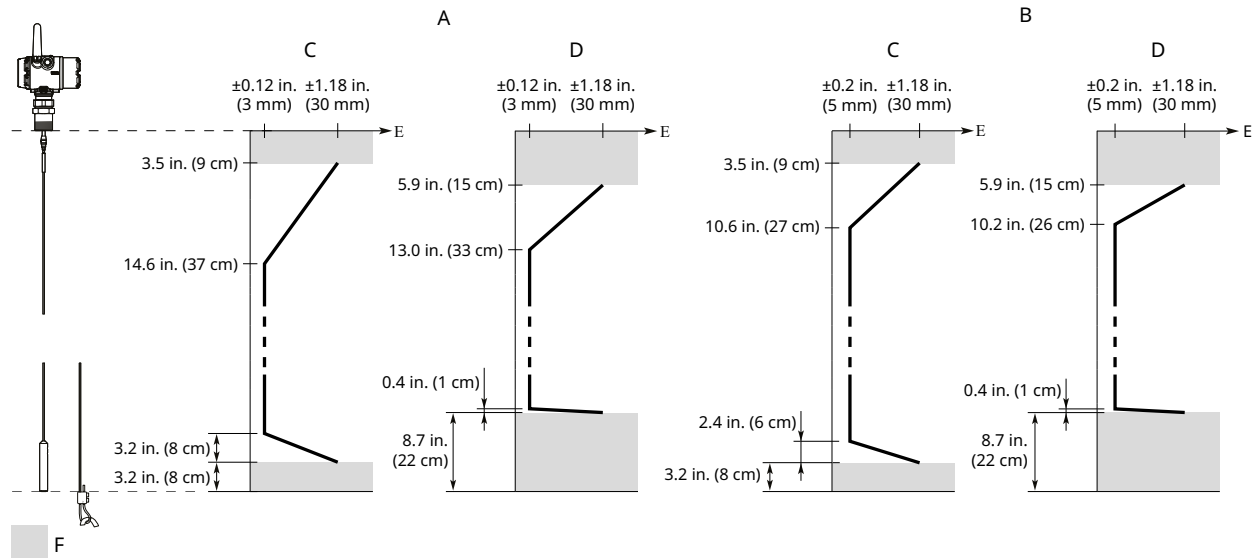 A
B
C
D
C
D
±0.12 in. ±1.18 in.
(3 mm) (30 mm)
±0.12 in. ±1.18 in.
(3 mm) (30 mm)
±0.2 in. ±1.18 in.
(5 mm) (30 mm)
±0.2 in. ±1.18 in.
(5 mm) (30 mm)
E
E
E
E
3.5 in. (9 cm)
14.6 in. (37 cm)
3.2 in. (8 cm)
3.2 in. (8 cm)
5.9 in. (15 cm)
13.0 in. (33 cm)
0.4 in. (1 cm)
8.7 in.
(22 cm)
3.5 in. (9 cm)
10.6 in. (27 cm)
2.4 in. (6 cm)
3.2 in. (8 cm)
5.9 in. (15 cm)
10.2 in. (26 cm)
0.4 in. (1 cm)
8.7 in.
(22 cm)
F